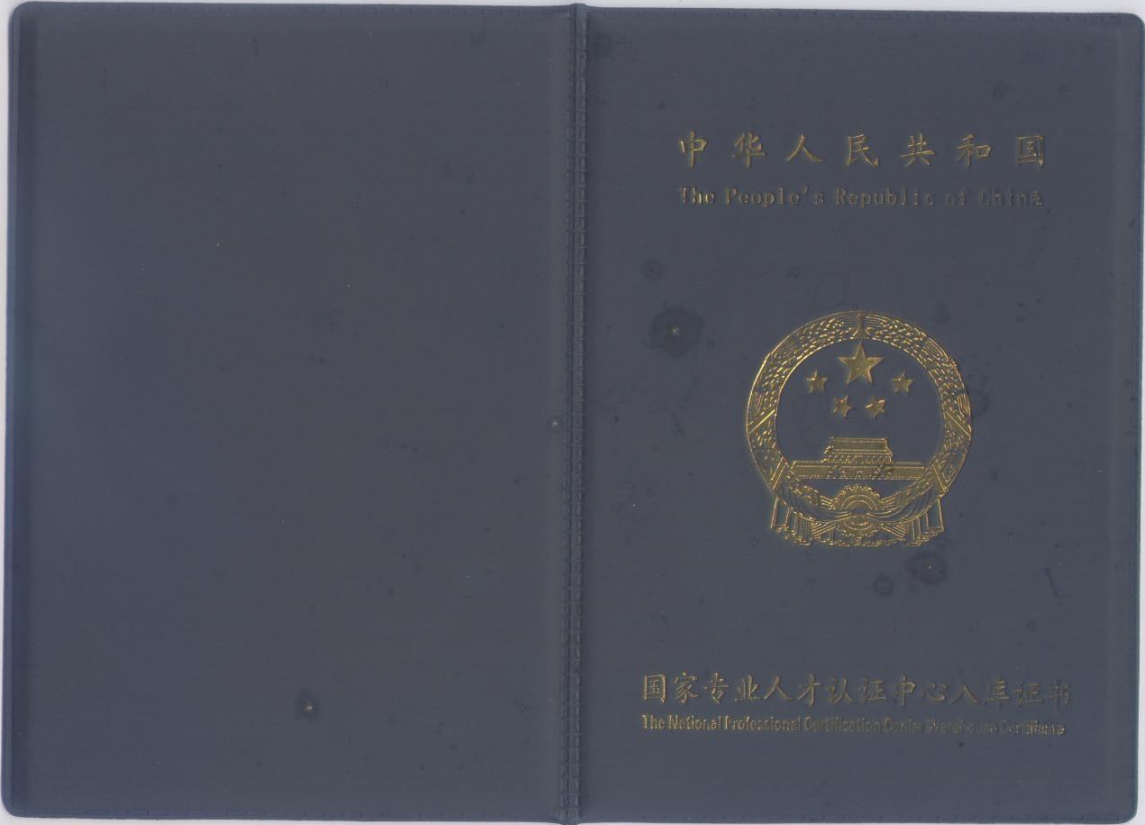 中华人民共和国
The People's Republic of China
国家专业人才认证中心入库证书
The National Professional Certification Center Warehouse Certificate